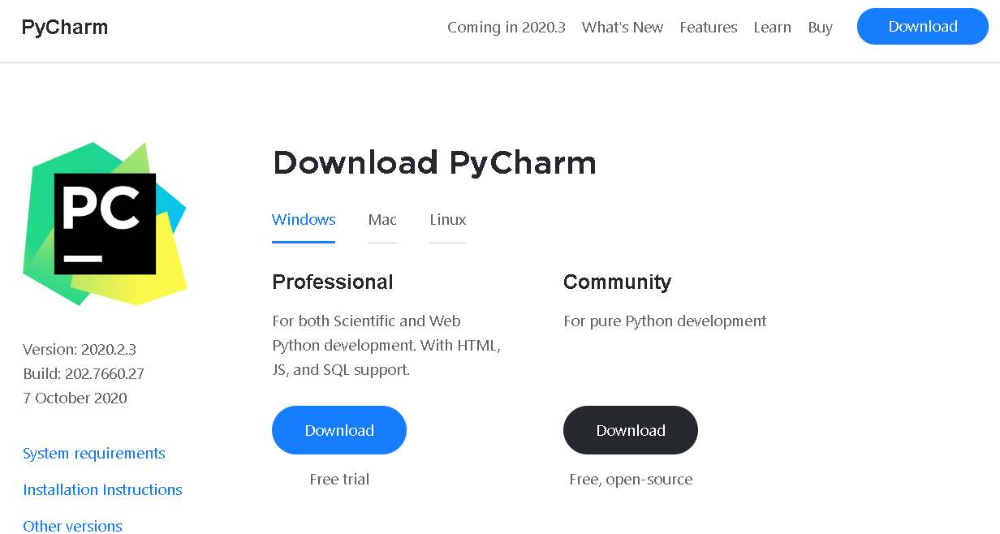 PyCharm
Coming in 2020.3 What's New Features Learn Buy Download
PC
Download PyCharm
Windows Mac Linux
Professional
For both Scientific and Web
Python development. With HTML,
JS, and SQL support.
Download
Free trial
Community
For pure Python development
Download
Free, open-source
Version: 2020.2.3
Build: 202.7660.27
7 October 2020
System requirements
Installation Instructions
Other versions